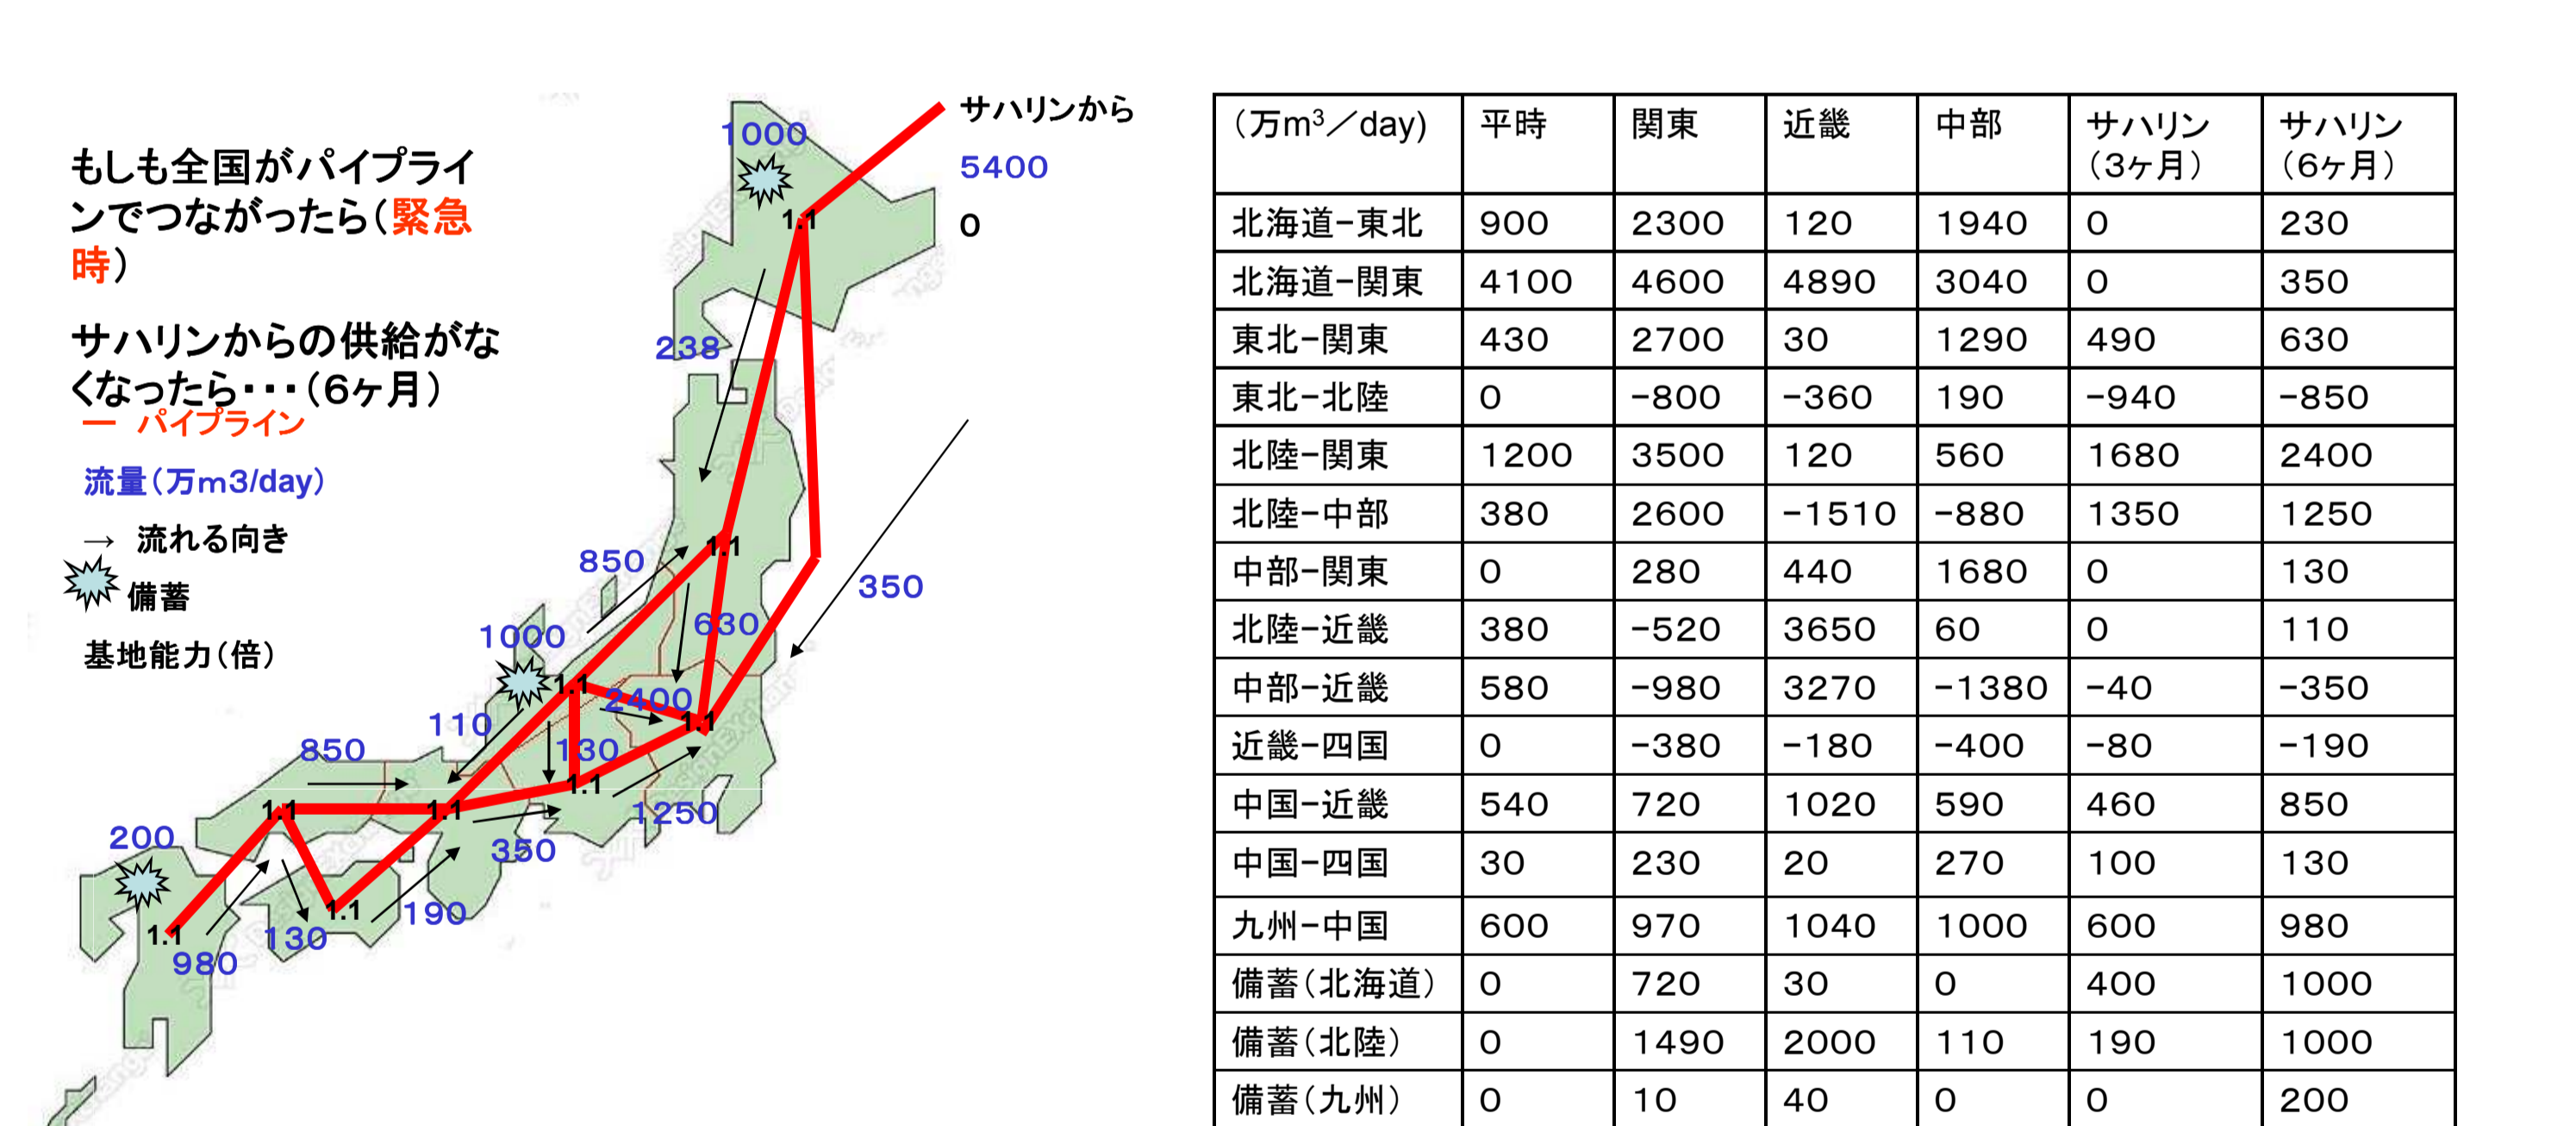 もしも全国がパイプライ
ンでつながったら（緊急
時）
サハリンからの供給がな
くなったら・・・（6ヶ月）
ー パイプライン
流量（万m3/day）
→ 流れる向き
備蓄
基地能力（倍）
サハリンから
5400
0
1000
1.1
238
1.1
850
350
630
1000
1.1
2400
1.1
110
130
1.1
1250
850
1.1
1.1
350
200
1.1
190
1.1
130
980
（万m³／day) 平時 関東 近畿 中部 サハリン（3ヶ月） サハリン（6ヶ月）
北海道−東北 900 2300 120 1940 0 230
北海道−関東 4100 4600 4890 3040 0 350
東北−関東 430 2700 30 1290 490 630
東北−北陸 0 −800 −360 190 −940 −850
北陸−関東 1200 3500 120 560 1680 2400
北陸−中部 380 2600 −1510 −880 1350 1250
中部−関東 0 280 440 1680 0 130
北陸−近畿 380 −520 3650 60 0 110
中部−近畿 580 −980 3270 −1380 −40 −350
近畿−四国 0 −380 −180 −400 −80 −190
中国−近畿 540 720 1020 590 460 850
中国−四国 30 230 20 270 100 130
九州−中国 600 970 1040 1000 600 980
備蓄（北海道） 0 720 30 0 400 1000
備蓄（北陸） 0 1490 2000 110 190 1000
備蓄（九州） 0 10 40 0 0 200